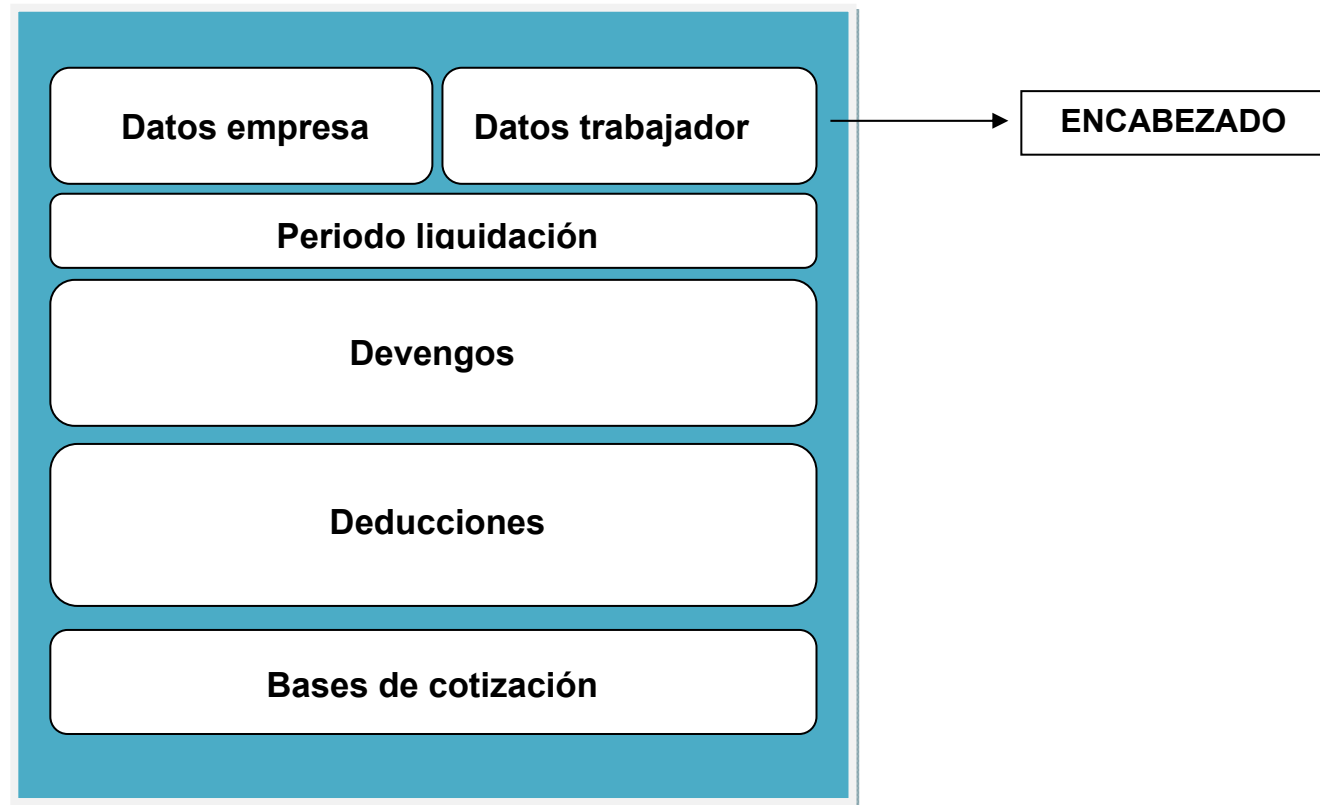 Datos empresa
Datos trabajador
ENCABEZADO
Periodo liquidación
Devengos
Deducciones
Bases de cotización